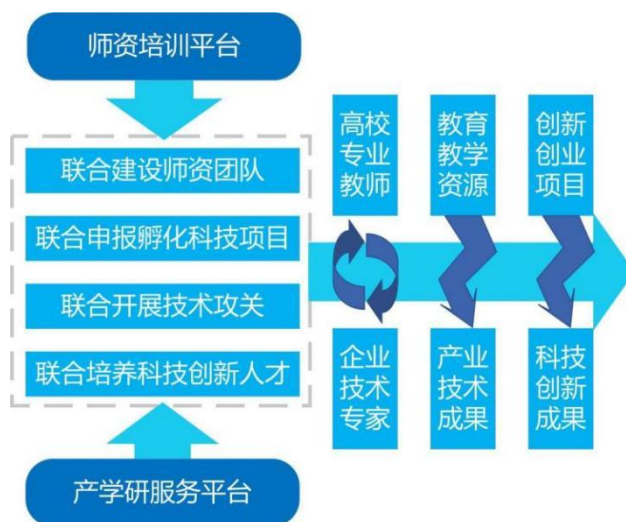 师资培训平台
联合建设师资团队
联合申报孵化科技项目
联合开展技术攻关
联合培养科技创新人才
产学研服务平台
高校
专业
教师
教育
教学
资源
创新
创业
项目
企业
技术
专家
产业
技术
成果
科技
创新
成果